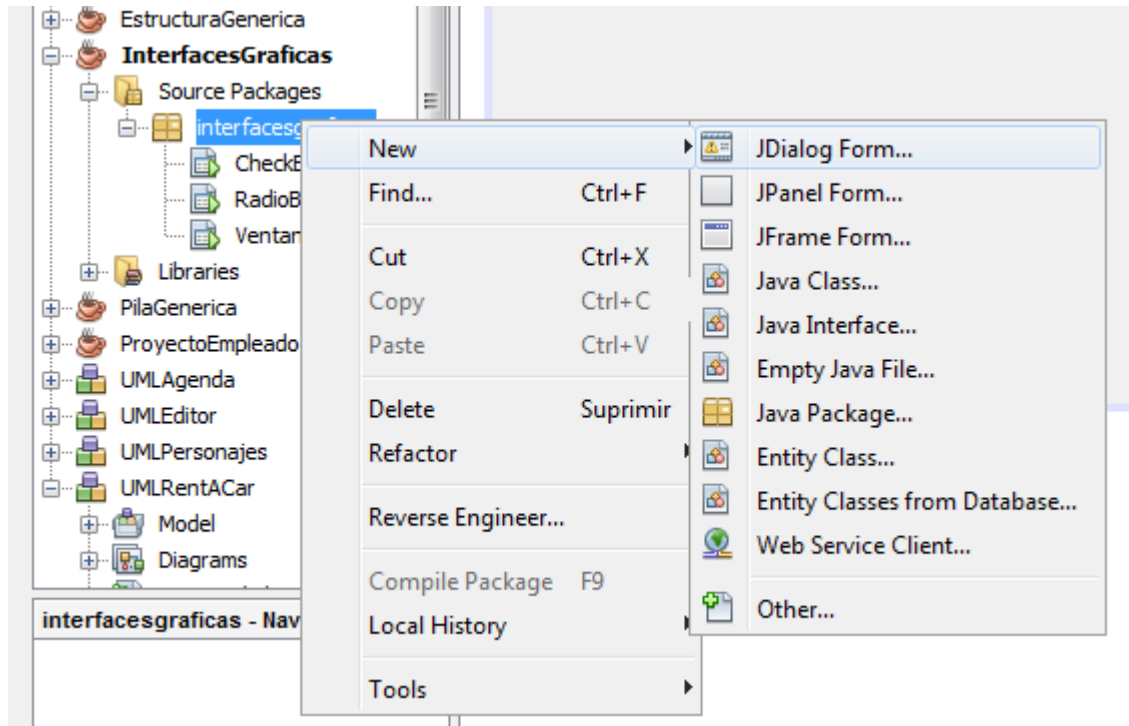 EstructuraGenerica
InterfacesGraficas
Source Packages
interfacesg
CheckB
RadioB
Ventan
Libraries
PilaGenerica
ProyectoEmpleado
UMLAgenda
UMLEditor
UMLPersonajes
UMLRentACar
Model
Diagrams
interfacesgraficas - Nav
New
Find... Ctrl+F
Cut Ctrl+X
Copy Ctrl+C
Paste Ctrl+V
Delete Suprimir
Refactor
Reverse Engineer...
Compile Package F9
Local History
Tools
JDialog Form...
JPanel Form...
JFrame Form...
Java Class...
Java Interface...
Empty Java File...
Java Package...
Entity Class...
Entity Classes from Database...
Web Service Client...
Other...